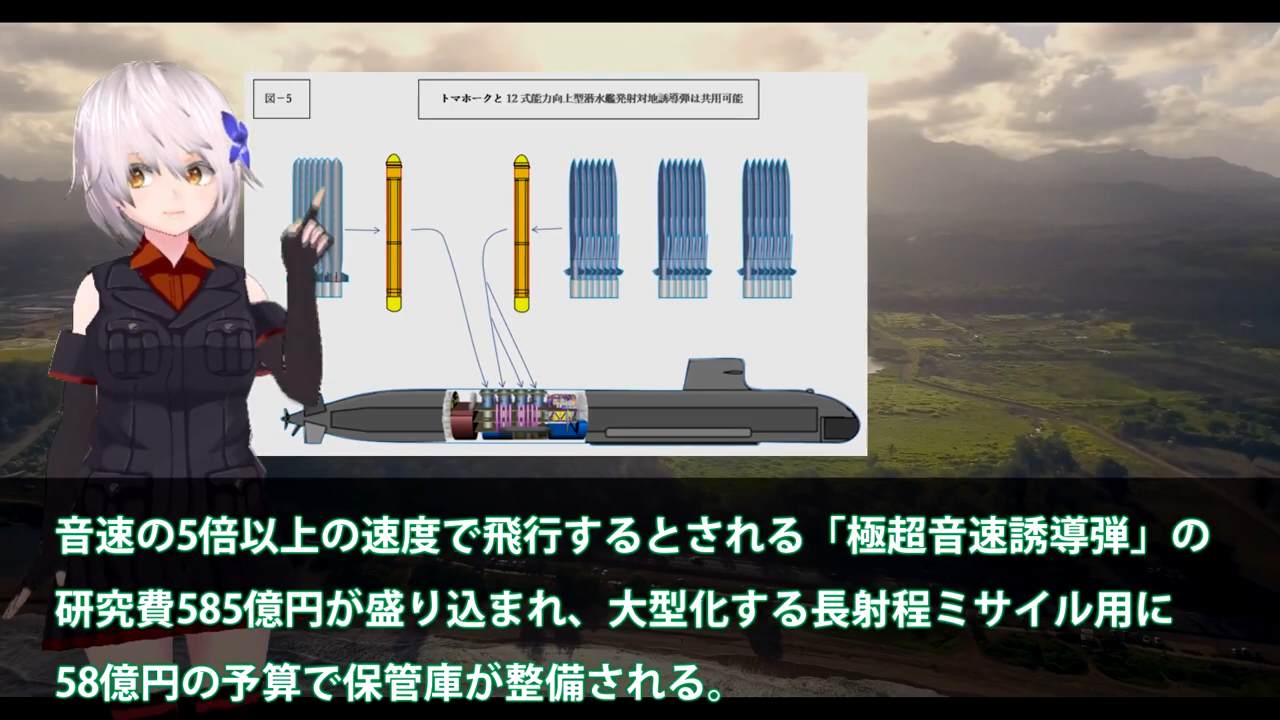 図－5
トマホークと12式能力向上型潜水艦発射対地誘導弾は共用可能
音速の5倍以上の速度で飛行するとされる「極超音速誘導弾」の
研究費585億円が盛り込まれ、大型化する長射程ミサイル用に
58億円の予算で保管庫が整備される。